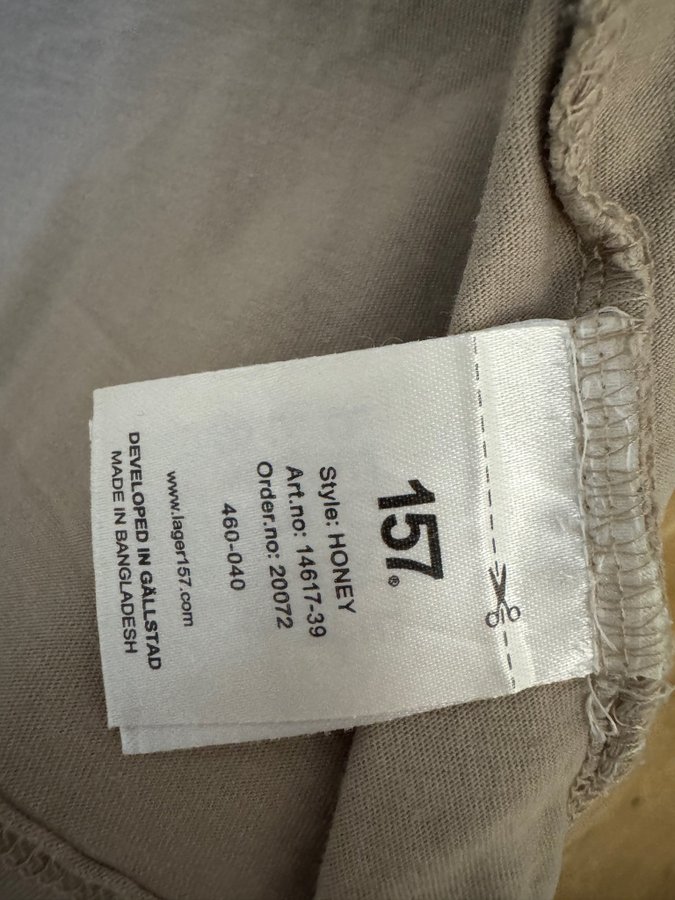 157®
Style: HONEY
Art.no: 14617-39
Order.no: 20072
460-040
www.lager157.com
DEVELOPED IN GÄLLSTAD
MADE IN BANGLADESH